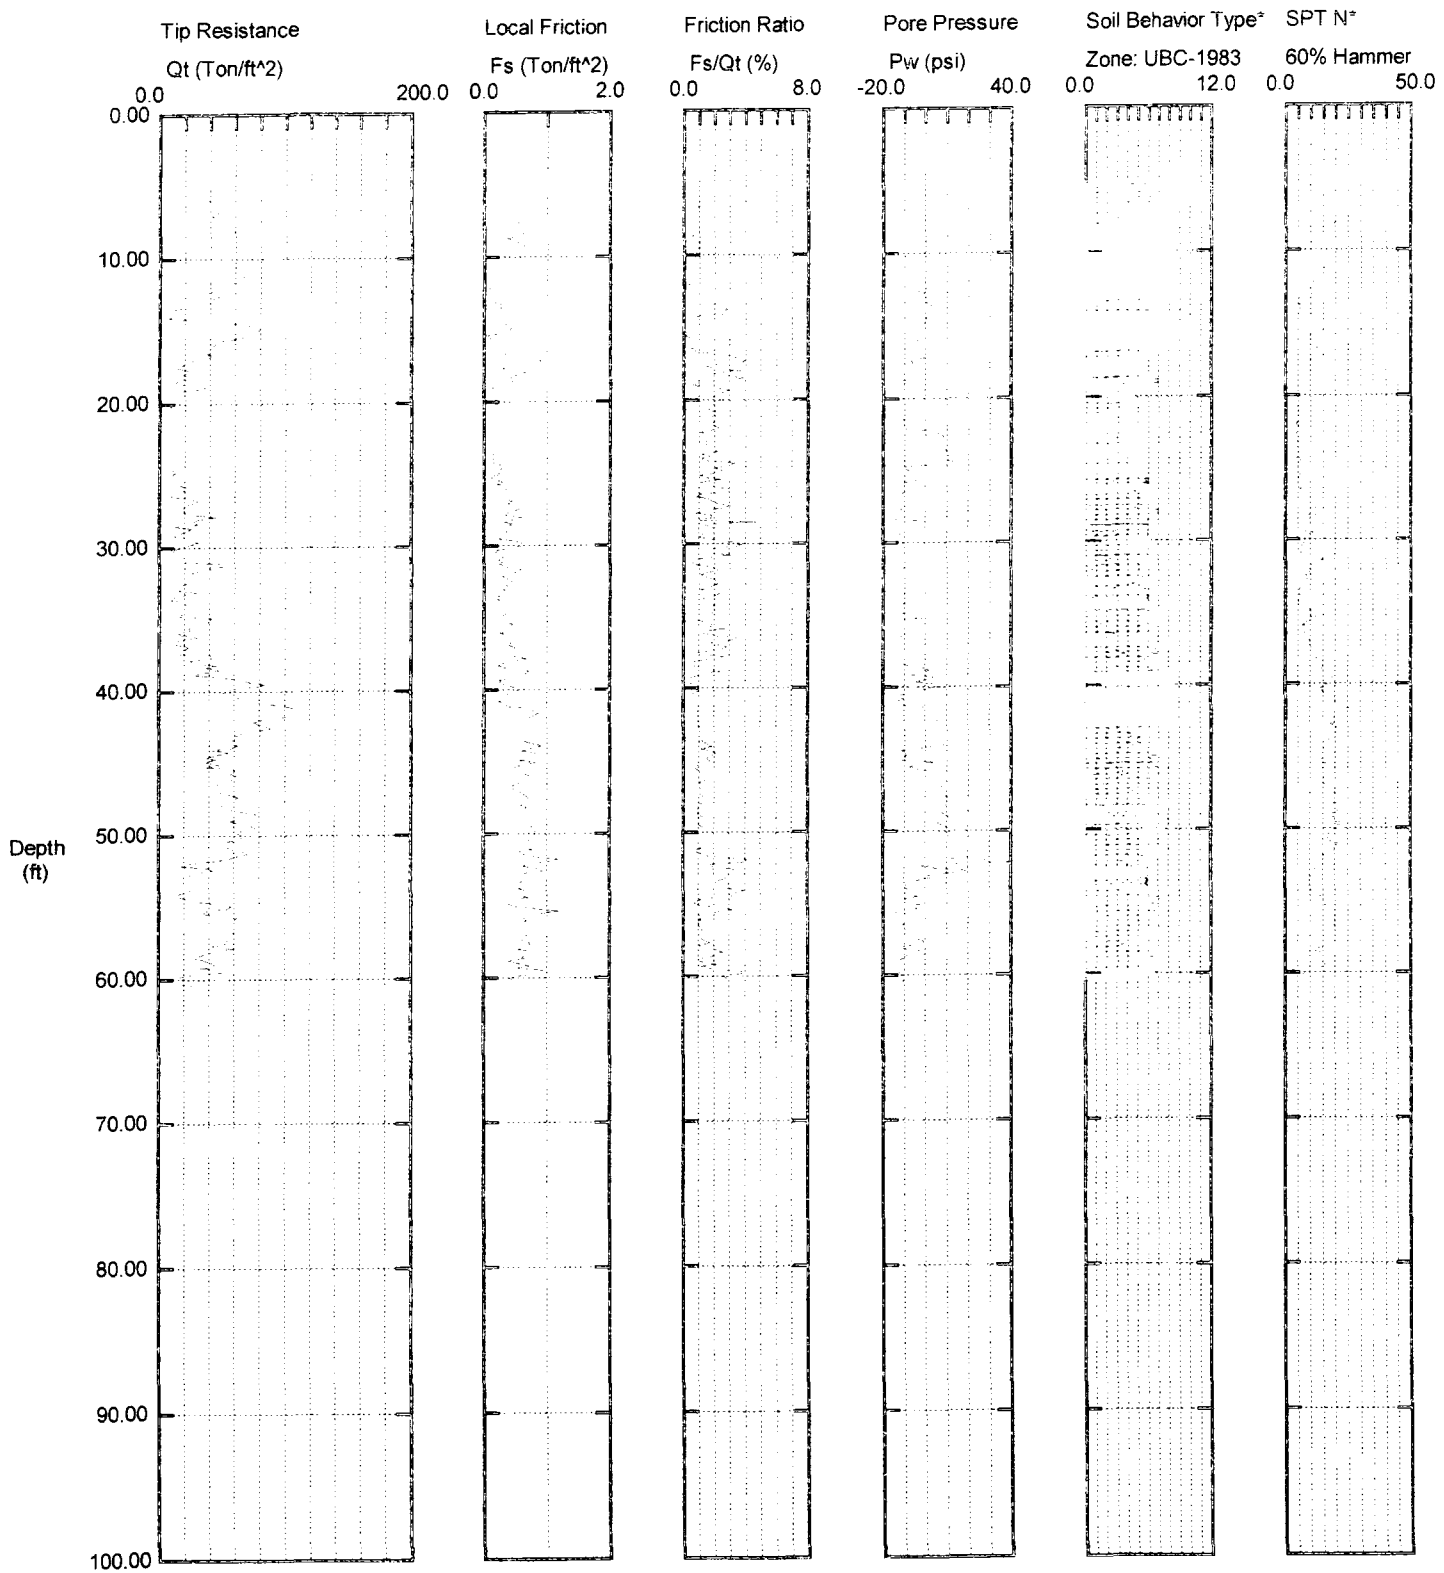 Tip Resistance
Qt (Ton/ft^2)
0.0 200.0
Local Friction
Fs (Ton/ft^2)
0.0 2.0
Friction Ratio
Fs/Qt (%)
0.0 8.0
Pore Pressure
Pw (psi)
-20.0 40.0
Soil Behavior Type*
Zone: UBC-1983
0.0 12.0
SPT N*
60% Hammer
0.0 50.0
0.00
10.00
20.00
30.00
40.00
50.00
Depth
(ft)
60.00
70.00
80.00
90.00
100.00